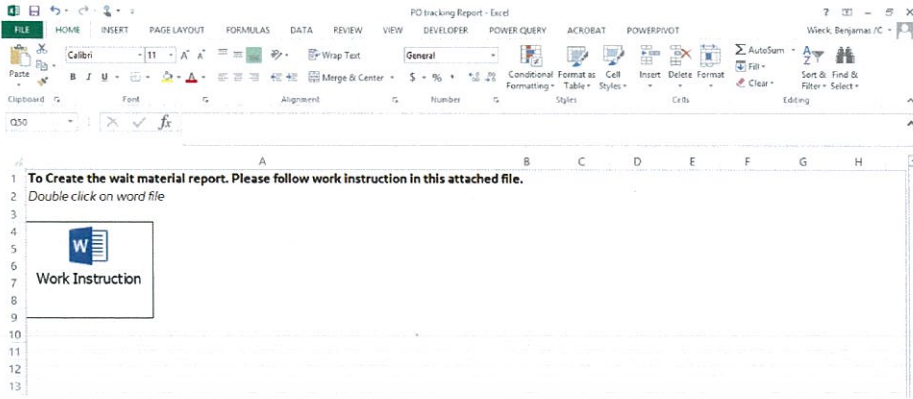 PO tracking Report - Excel
FILE HOME INSERT PAGE LAYOUT FORMULAS DATA REVIEW VIEW DEVELOPER POWER QUERY ACROBAT POWERPIVOT Wieck, Benjamas /C
Paste
Calibri 11
B I U
Wrap Text
Merge & Center
General
$ - % ,
Conditional Formatting
Format as Table
Cell Styles
Insert Delete Format
AutoSum
Fill
Clear
Sort & Filter
Find & Select
Clipboard Font Alignment Number Styles Cells Editing
Q50 fx
A B C D E F G H
1 To Create the wait material report. Please follow work instruction in this attached file.
2 Double click on word file
3
4
5
6
7 Work Instruction
8
9
10
11
12
13